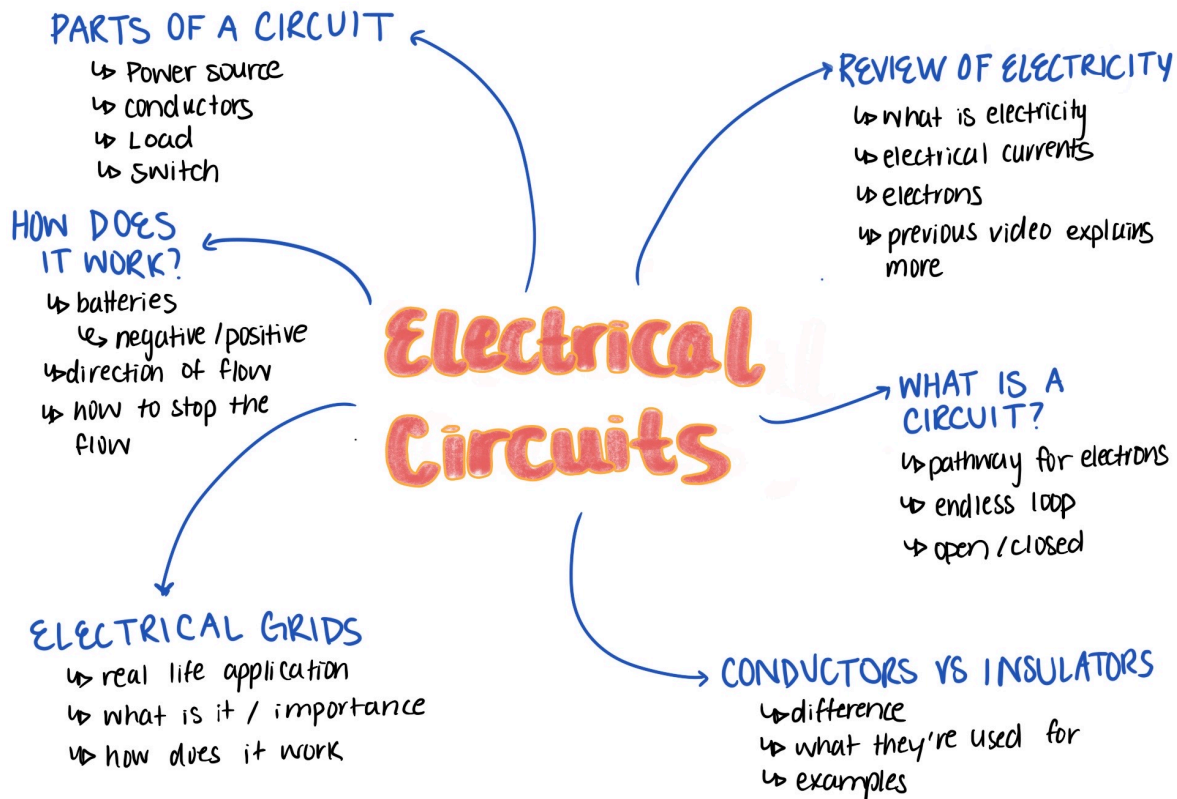 Electrical
Circuits
PARTS OF A CIRCUIT
↳ Power source
↳ conductors
↳ Load
↳ switch
REVIEW OF ELECTRICITY
↳ what is electricity
↳ electrical currents
↳ electrons
↳ previous video explains
more
HOW DOES
IT WORK?
↳ batteries
↳ negative/positive
↳ direction of flow
↳ how to stop the
flow
WHAT IS A
CIRCUIT?
↳ pathway for electrons
↳ endless loop
↳ open/closed
ELECTRICAL GRIDS
↳ real life application
↳ what is it / importance
↳ how does it work
CONDUCTORS VS INSULATORS
↳ difference
↳ what they're used for
↳ examples